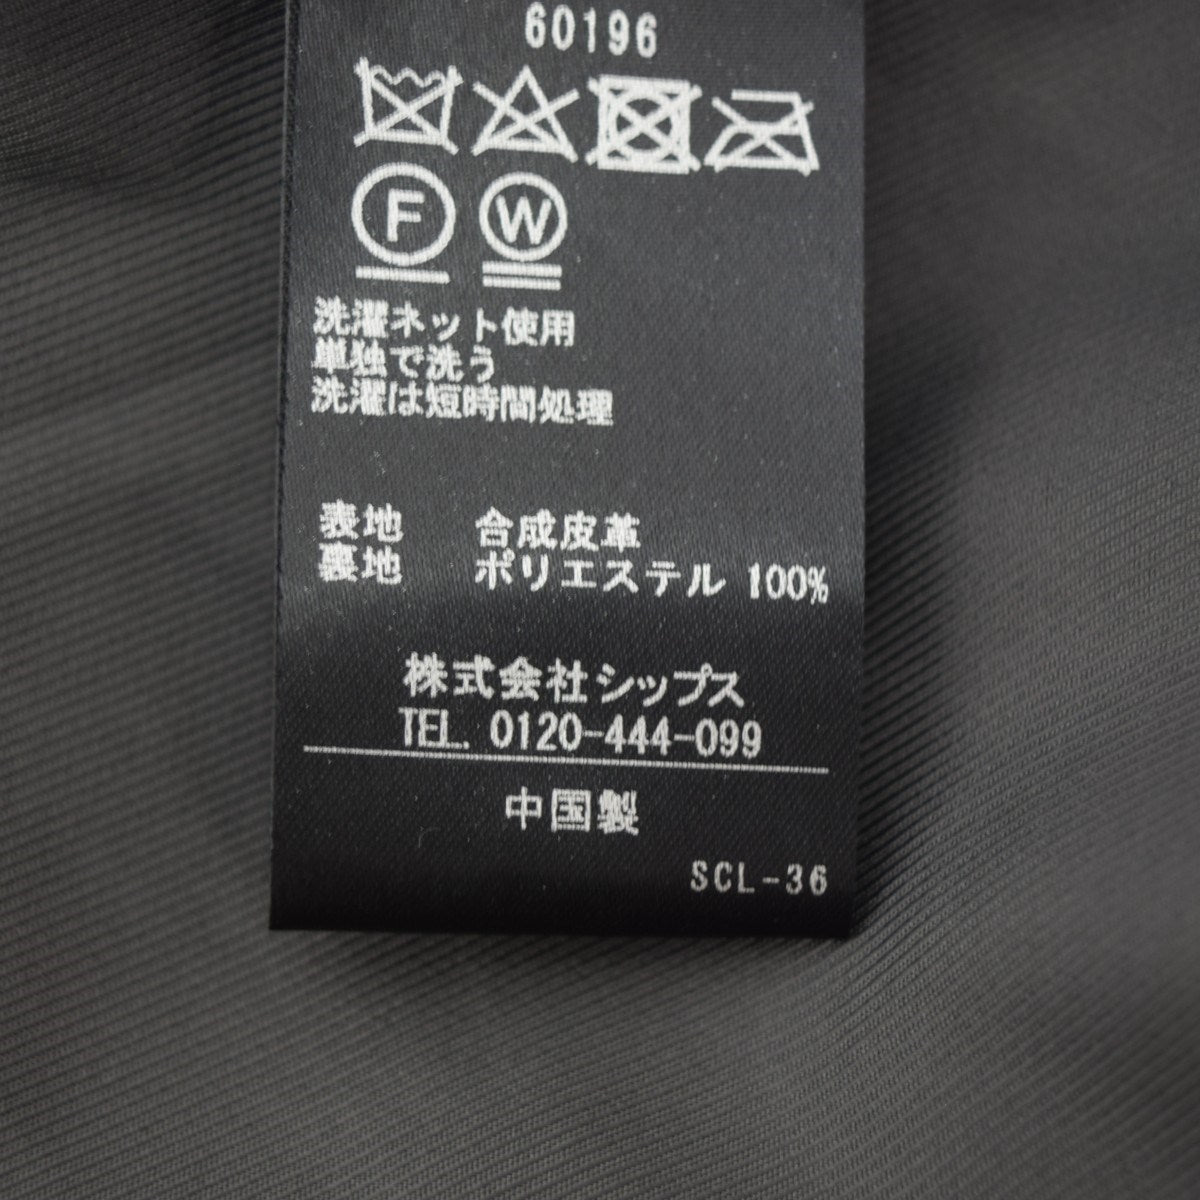 60196
F W
洗濯ネット使用
単独で洗う
洗濯は短時間処理
表地 合成皮革
裏地 ポリエステル 100%
株式会社シップス
TEL. 0120-444-099
中国製
SCL-36